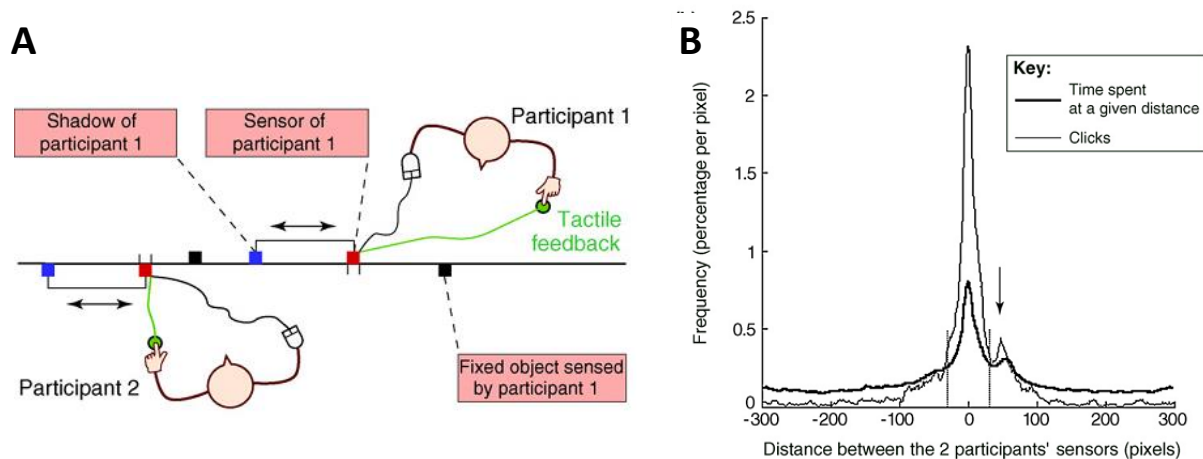 A
Shadow of
participant 1
Sensor of
participant 1
Participant 1
Tactile
feedback
Participant 2
Fixed object sensed
by participant 1
B
Frequency (percentage per pixel)
2.5
2
1.5
1
0.5
0
-300
-200
-100
0
100
200
300
Distance between the 2 participants' sensors (pixels)
Key:
Time spent
at a given distance
Clicks